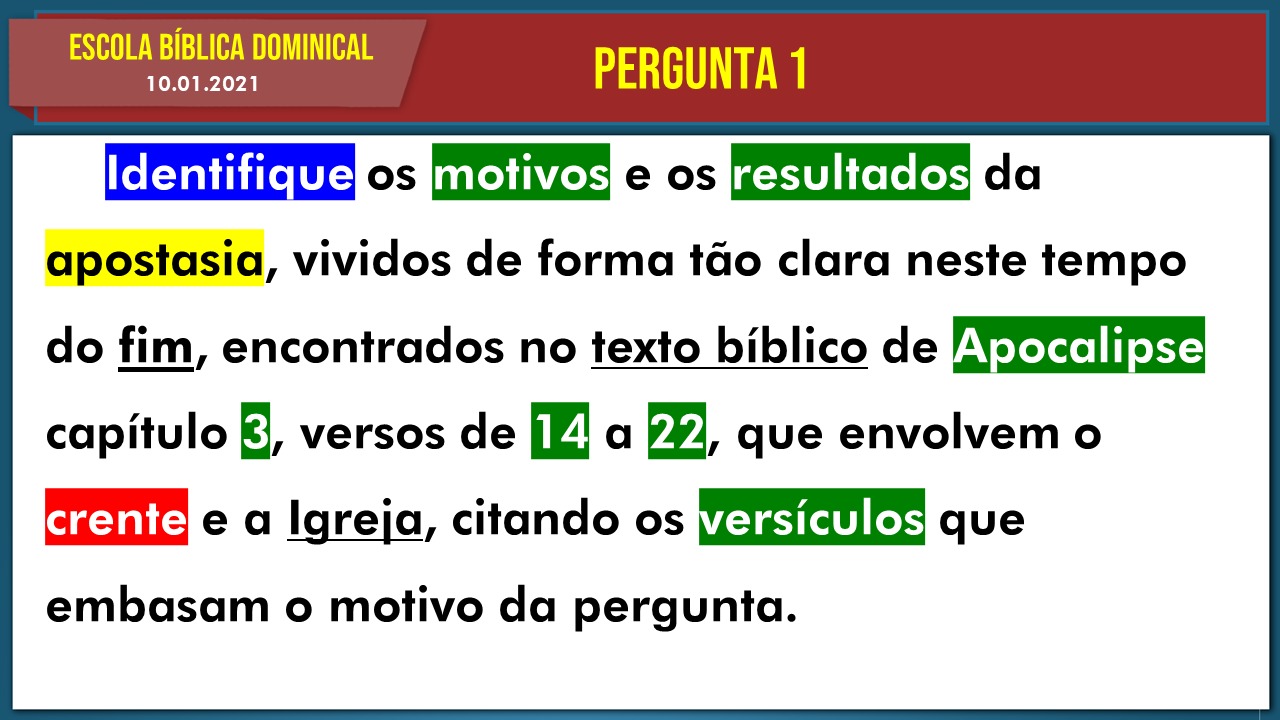 ESCOLA BÍBLICA DOMINICAL
10.01.2021
PERGUNTA 1
Identifique os motivos e os resultados da
apostasia, vividos de forma tão clara neste tempo
do fim, encontrados no texto bíblico de Apocalipse
capítulo 3, versos de 14 a 22, que envolvem o
crente e a Igreja, citando os versículos que
embasam o motivo da pergunta.